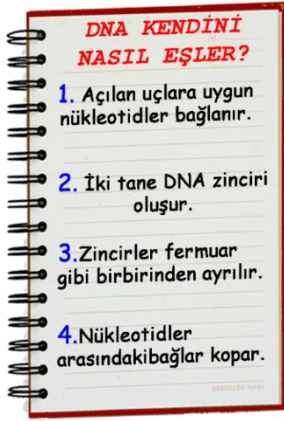 DNA KENDİNİ
NASIL EŞLER?
1. Açılan uçlara uygun
nükleotidler bağlanır.
2. İki tane DNA zinciri
oluşur.
3.Zincirler fermuar
gibi birbirinden ayrılır.
4.Nükleotidler
arasındakibağlar kopar.